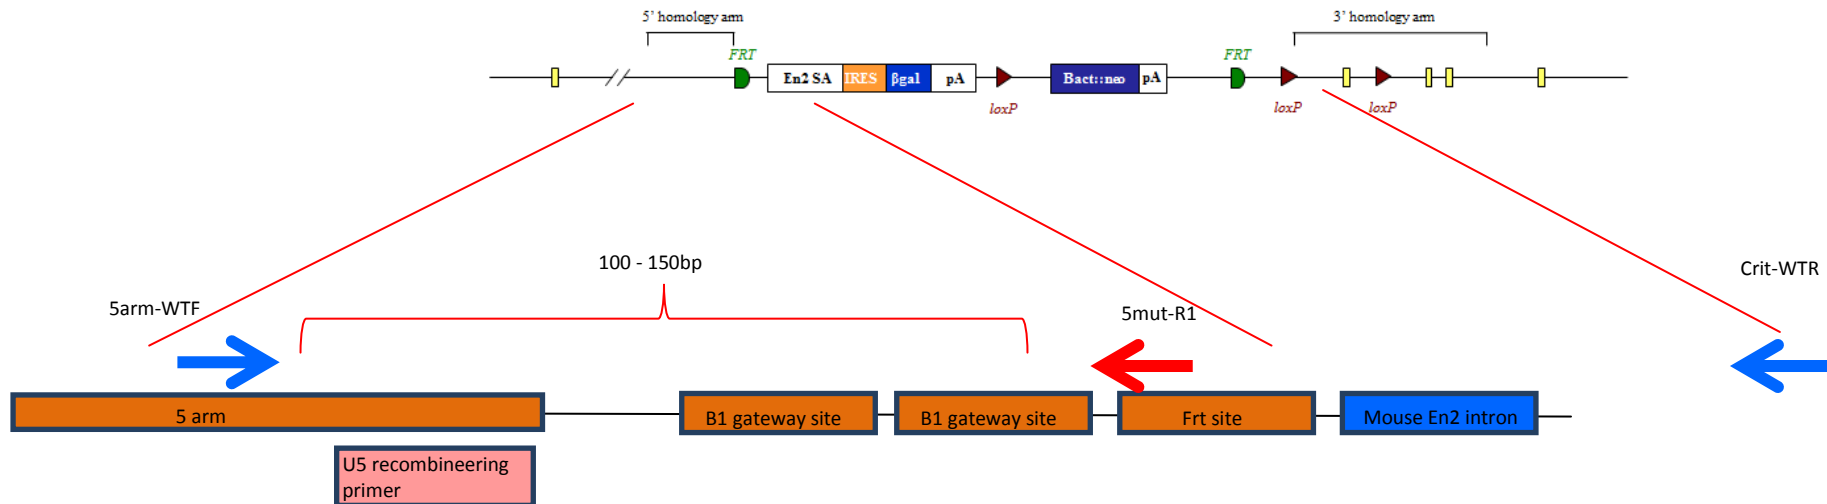 5' homology arm
3' homology arm
FRT
FRT
En2 SA IRES βgal pA
Bact::neo pA
loxP
loxP
loxP
100 - 150bp
Crit-WTR
5arm-WTF
5mut-R1
5 arm
B1 gateway site
B1 gateway site
Frt site
Mouse En2 intron
U5 recombineering
primer